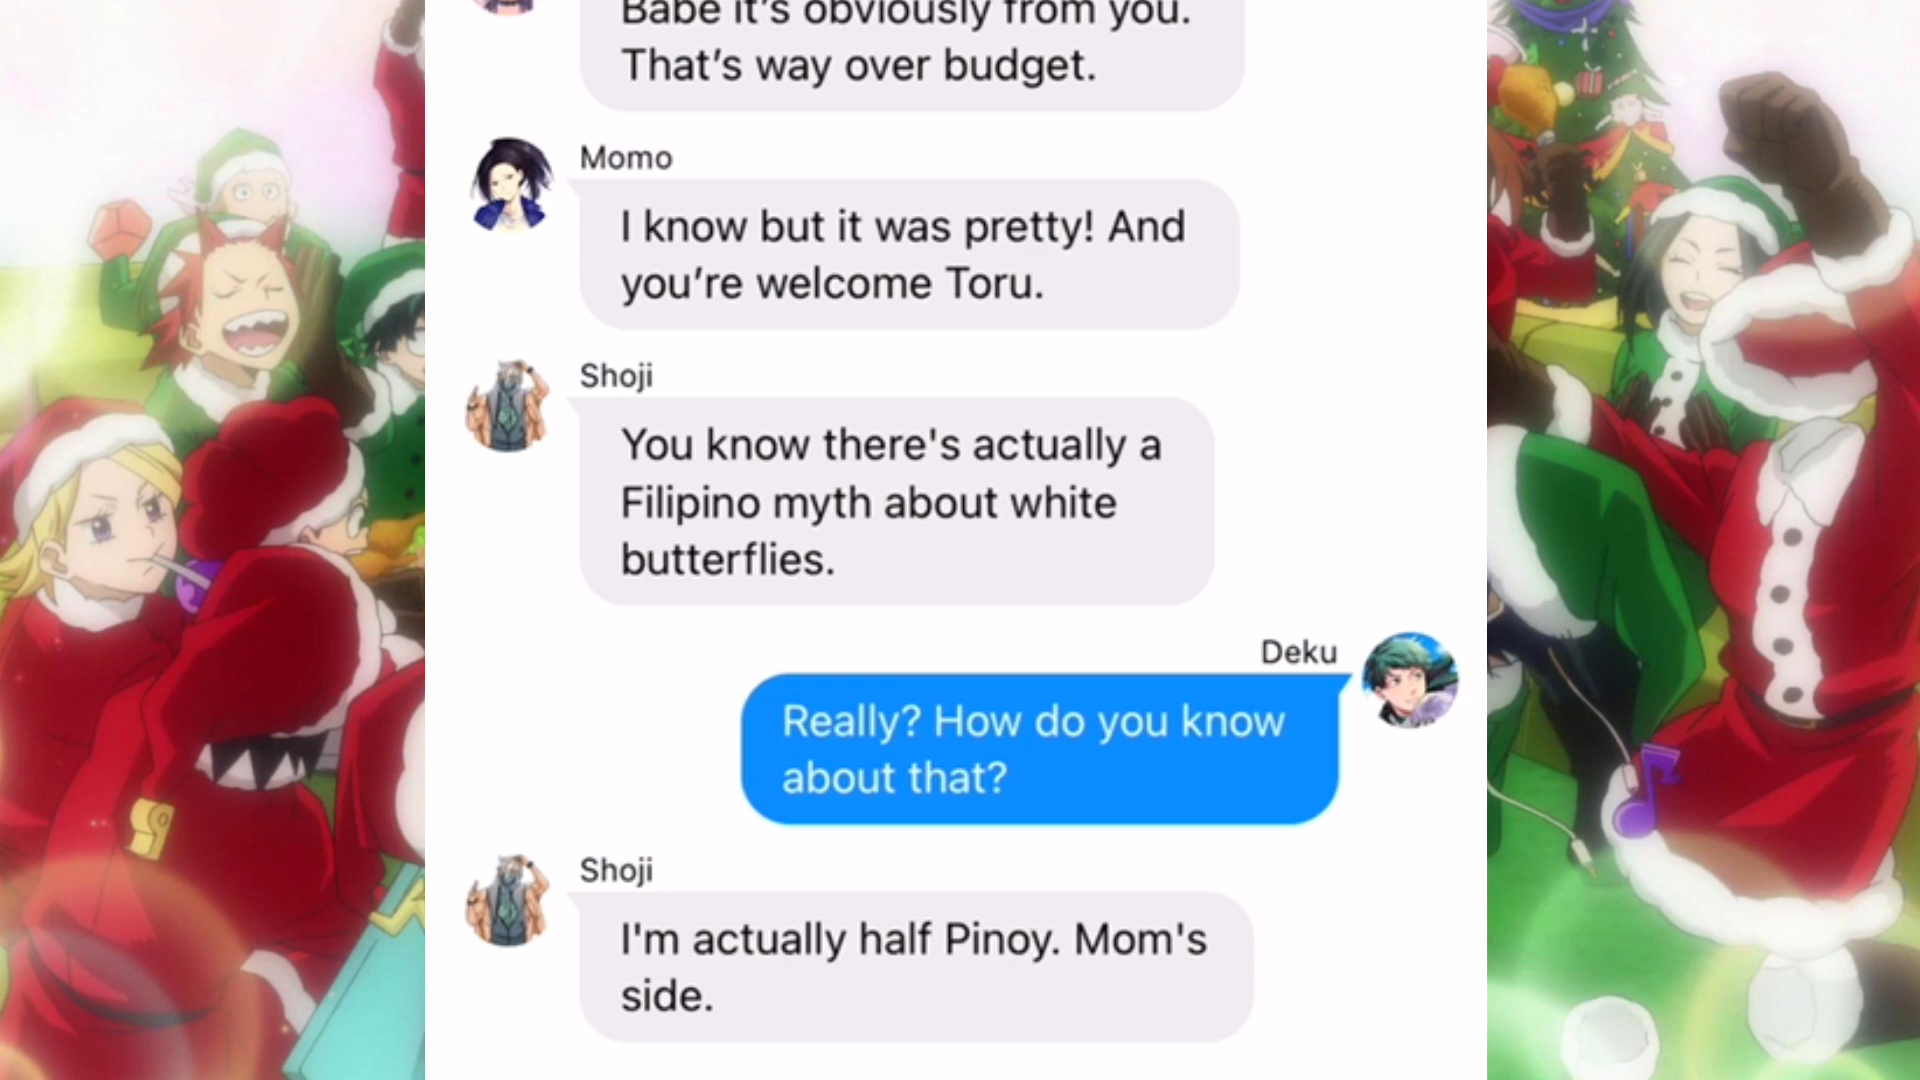 Babe it's obviously from you.
That's way over budget.
Momo
I know but it was pretty! And
you're welcome Toru.
Shoji
You know there's actually a
Filipino myth about white
butterflies.
Deku
Really? How do you know
about that?
Shoji
I'm actually half Pinoy. Mom's
side.